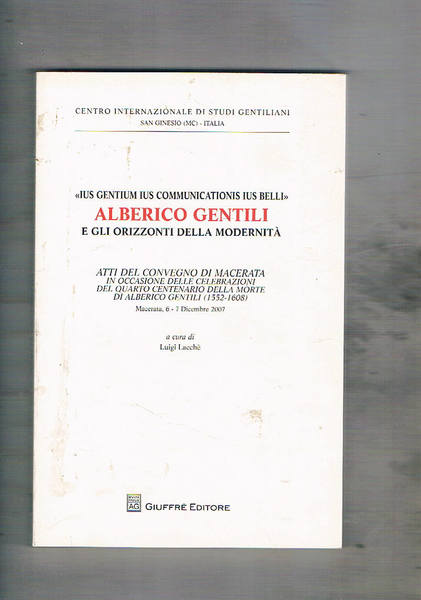 CENTRO INTERNAZIONALE DI STUDI GENTILIANI
SAN GINESIO (MC) - ITALIA
«IUS GENTIUM IUS COMMUNICATIONIS IUS BELLI»
ALBERICO GENTILI
E GLI ORIZZONTI DELLA MODERNITÀ
ATTI DEL CONVEGNO DI MACERATA
IN OCCASIONE DELLE CELEBRAZIONI
DEL QUARTO CENTENARIO DELLA MORTE
DI ALBERICO GENTILI (1552-1608)
Macerata, 6 - 7 Dicembre 2007
a cura di
Luigi Lacchè
AG
GIUFFRÈ EDITORE